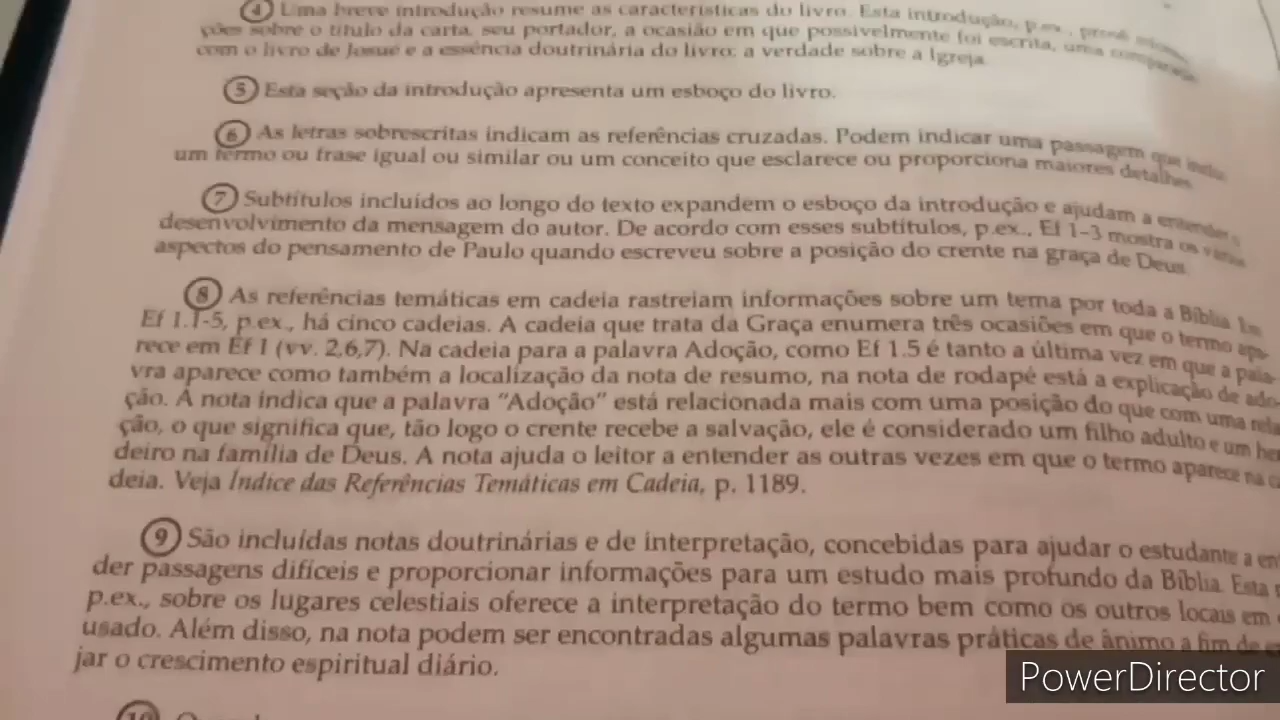 4 Uma breve introdução resume as características do livro. Esta introdução, p.ex., provê
ções sobre o título da carta, seu portador, a ocasião em que possivelmente foi escrita, uma
com o livro de Josué e a essência doutrinária do livro: a verdade sobre a Igreja.
5 Esta seção da introdução apresenta um esboço do livro.
6 As letras sobrescritas indicam as referências cruzadas. Podem indicar uma passagem que
um termo ou frase igual ou similar ou um conceito que esclarece ou proporciona maiores detalhes.
7 Subtítulos incluídos ao longo do texto expandem o esboço da introdução e ajudam a entender o
desenvolvimento da mensagem do autor. De acordo com esses subtítulos, p.ex., Ef 1-3 mostra os vários
aspectos do pensamento de Paulo quando escreveu sobre a posição do crente na graça de Deus.
8 As referências temáticas em cadeia rastreiam informações sobre um tema por toda a Bíblia. Em
Ef 1.1-5, p.ex., há cinco cadeias. A cadeia que trata da Graça enumera três ocasiões em que o termo apa-
rece em Ef 1 (vv. 2,6,7). Na cadeia para a palavra Adoção, como Ef 1.5 é tanto a última vez em que a pala-
vra aparece como também a localização da nota de resumo, na nota de rodapé está a explicação de ado-
ção. A nota indica que a palavra "Adoção" está relacionada mais com uma posição do que com uma rela
ção, o que significa que, tão logo o crente recebe a salvação, ele é considerado um filho adulto e um her
deiro na família de Deus. A nota ajuda o leitor a entender as outras vezes em que o termo aparece na c
deia. Veja Índice das Referências Temáticas em Cadeia, p. 1189.
9 São incluídas notas doutrinárias e de interpretação, concebidas para ajudar o estudante a en
der passagens difíceis e proporcionar informações para um estudo mais profundo da Bíblia. Esta
p.ex., sobre os lugares celestiais oferece a interpretação do termo bem como os outros locais em
usado. Além disso, na nota podem ser encontradas algumas palavras práticas de ânimo a fim de
jar o crescimento espiritual diário.
10
PowerDirector